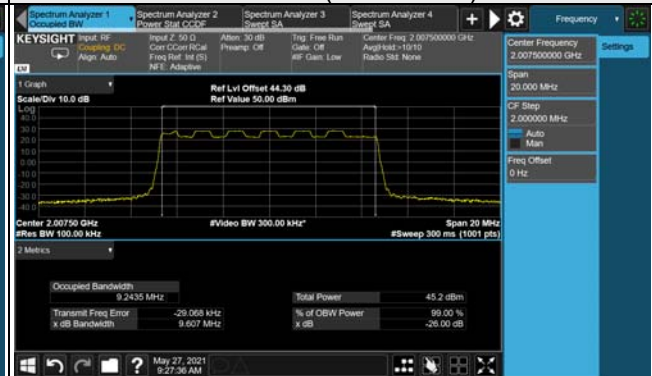 Spectrum Analyzer 1
Occupied BW
Spectrum Analyzer 2
Power Stat CCDF
Spectrum Analyzer 3
Swept SA
Spectrum Analyzer 4
Swept SA
Frequency
KEYSIGHT
Input: RF
Coupling: DC
Align: Auto
Input Z: 50 Ω
Corr CCorr RCal
Freq Ref: Int (S)
NFE: Adaptive
Atten: 30 dB
Preamp: Off
Trig: Free Run
Gate: Off
#IF Gain: Low
Center Freq: 2.007500000 GHz
Avg|Hold:>10/10
Radio Std: None
Center Frequency
2.007500000 GHz
Settings
Span
20.000 MHz
CF Step
2.000000 MHz
Auto
Man
Freq Offset
0 Hz
1 Graph
Scale/Div 10.0 dB
Ref Lvl Offset 44.30 dB
Ref Value 50.00 dBm
Log
40.0
30.0
20.0
10.0
0.00
-10.0
-20.0
-30.0
-40.0
Center 2.00750 GHz
#Res BW 100.00 kHz
#Video BW 300.00 kHz*
Span 20 MHz
#Sweep 300 ms (1001 pts)
2 Metrics
Occupied Bandwidth
9.2435 MHz
Total Power 45.2 dBm
Transmit Freq Error -29.068 kHz
% of OBW Power 99.00 %
x dB Bandwidth 9.607 MHz
x dB -26.00 dB
May 27, 2021
9:27:36 AM